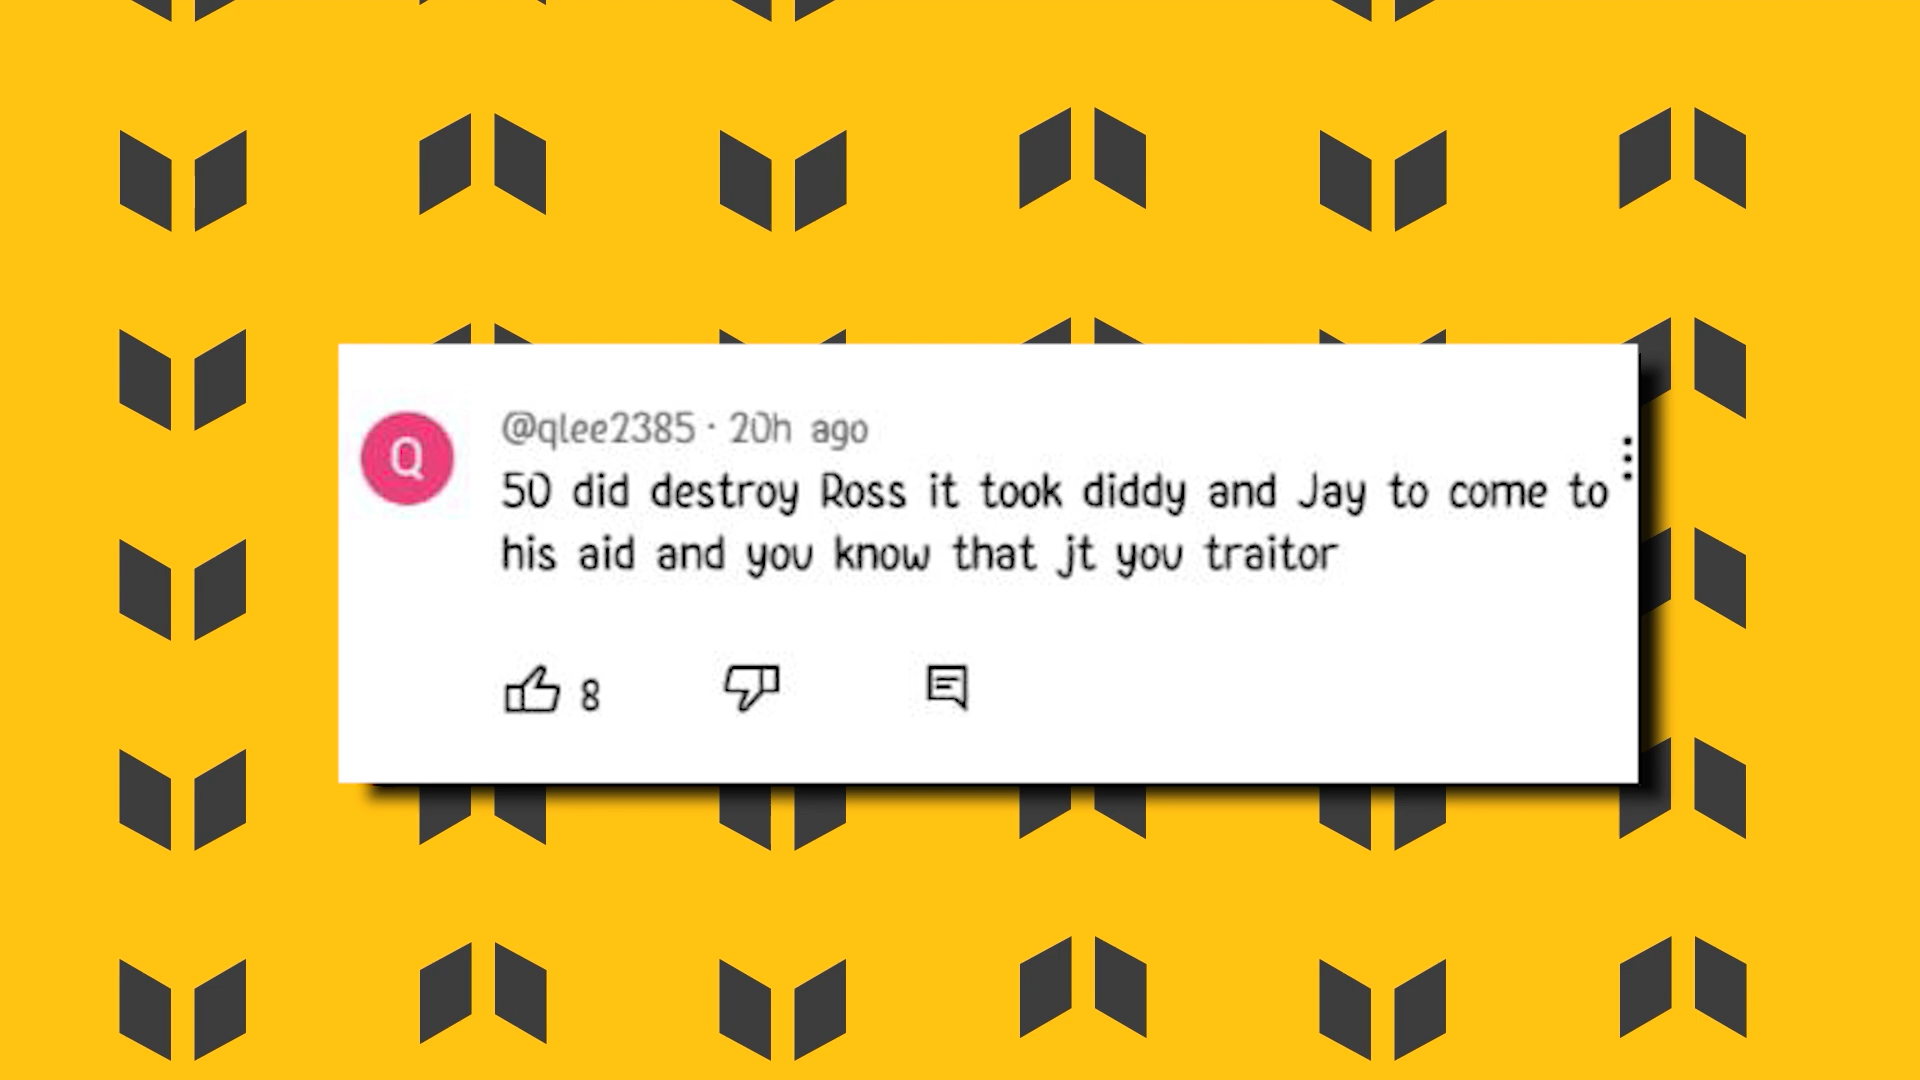 Q
@qlee2385 · 20h ago
50 did destroy Ross it took diddy and Jay to come to
his aid and you know that jt you traitor
8